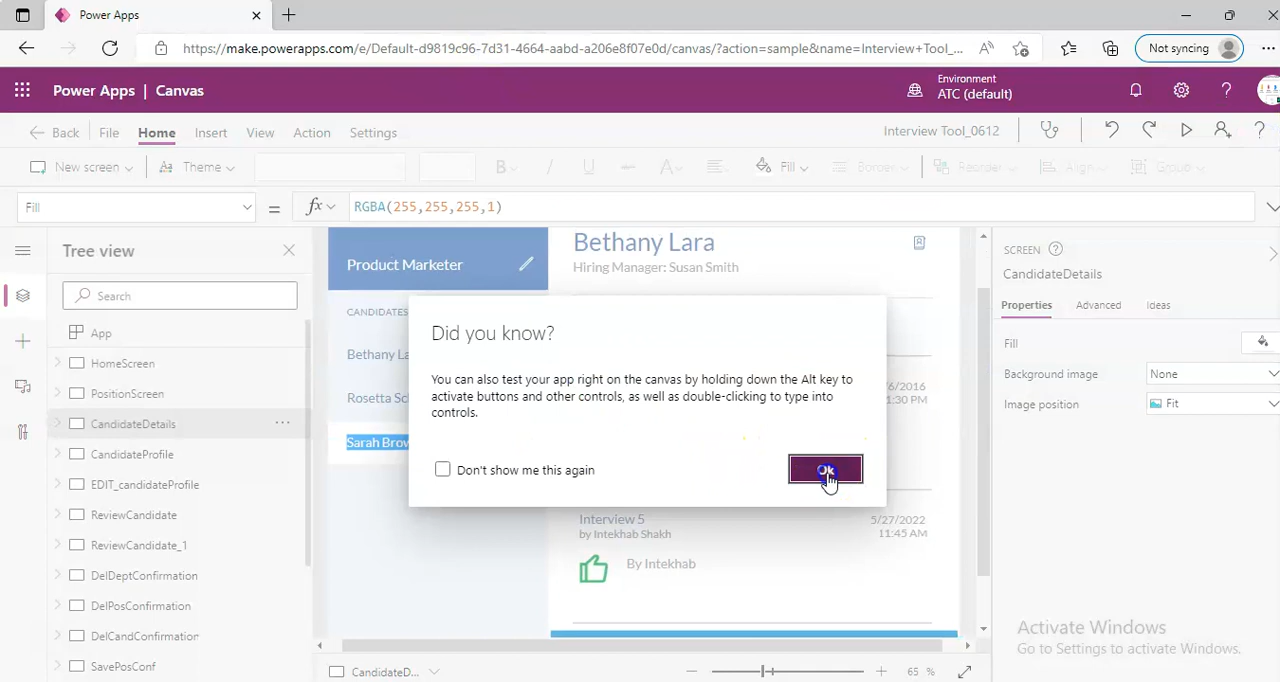 Power Apps
https://make.powerapps.com/e/Default-d9819c96-7d31-4664-aabd-a206e8f07e0d/canvas/?action=sample&name=Interview+Tool_...
Not syncing
Power Apps | Canvas
Environment
ATC (default)
Back
File
Home
Insert
View
Action
Settings
Interview Tool_0612
New screen
Theme
B
Fill
Border
Reorder
Align
Group
Fill
=
fx
RGBA(255,255,255,1)
Tree view
Search
App
HomeScreen
PositionScreen
CandidateDetails
CandidateProfile
EDIT_candidateProfile
ReviewCandidate
ReviewCandidate_1
DelDeptConfirmation
DelPosConfirmation
DelCandConfirmation
SavePosConf
Product Marketer
CANDIDATES
Bethany La
Rosetta Sc
Sarah Brow
Bethany Lara
Hiring Manager: Susan Smith
6/2016
1:30 PM
Did you know?
You can also test your app right on the canvas by holding down the Alt key to
activate buttons and other controls, as well as double-clicking to type into
controls.
Don't show me this again
Ok
Interview 5
5/27/2022
by Intekhab Shakh
11:45 AM
By Intekhab
SCREEN
CandidateDetails
Properties
Advanced
Ideas
Fill
Background image
None
Image position
Fit
Activate Windows
Go to Settings to activate Windows.
CandidateD...
65 %